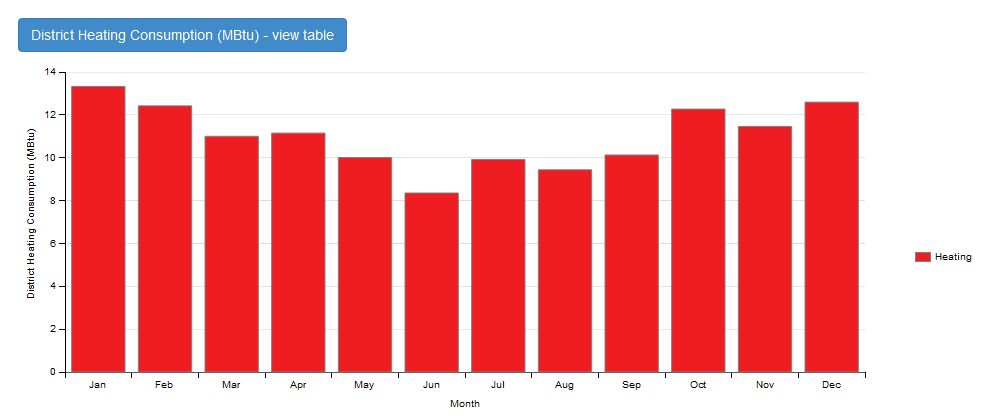 District Heating Consumption (MBtu) - view table
14
12
10
8
6
4
2
0
District Heating Consumption (MBtu)
Jan Feb Mar Apr May Jun Jul Aug Sep Oct Nov Dec
Month
Heating